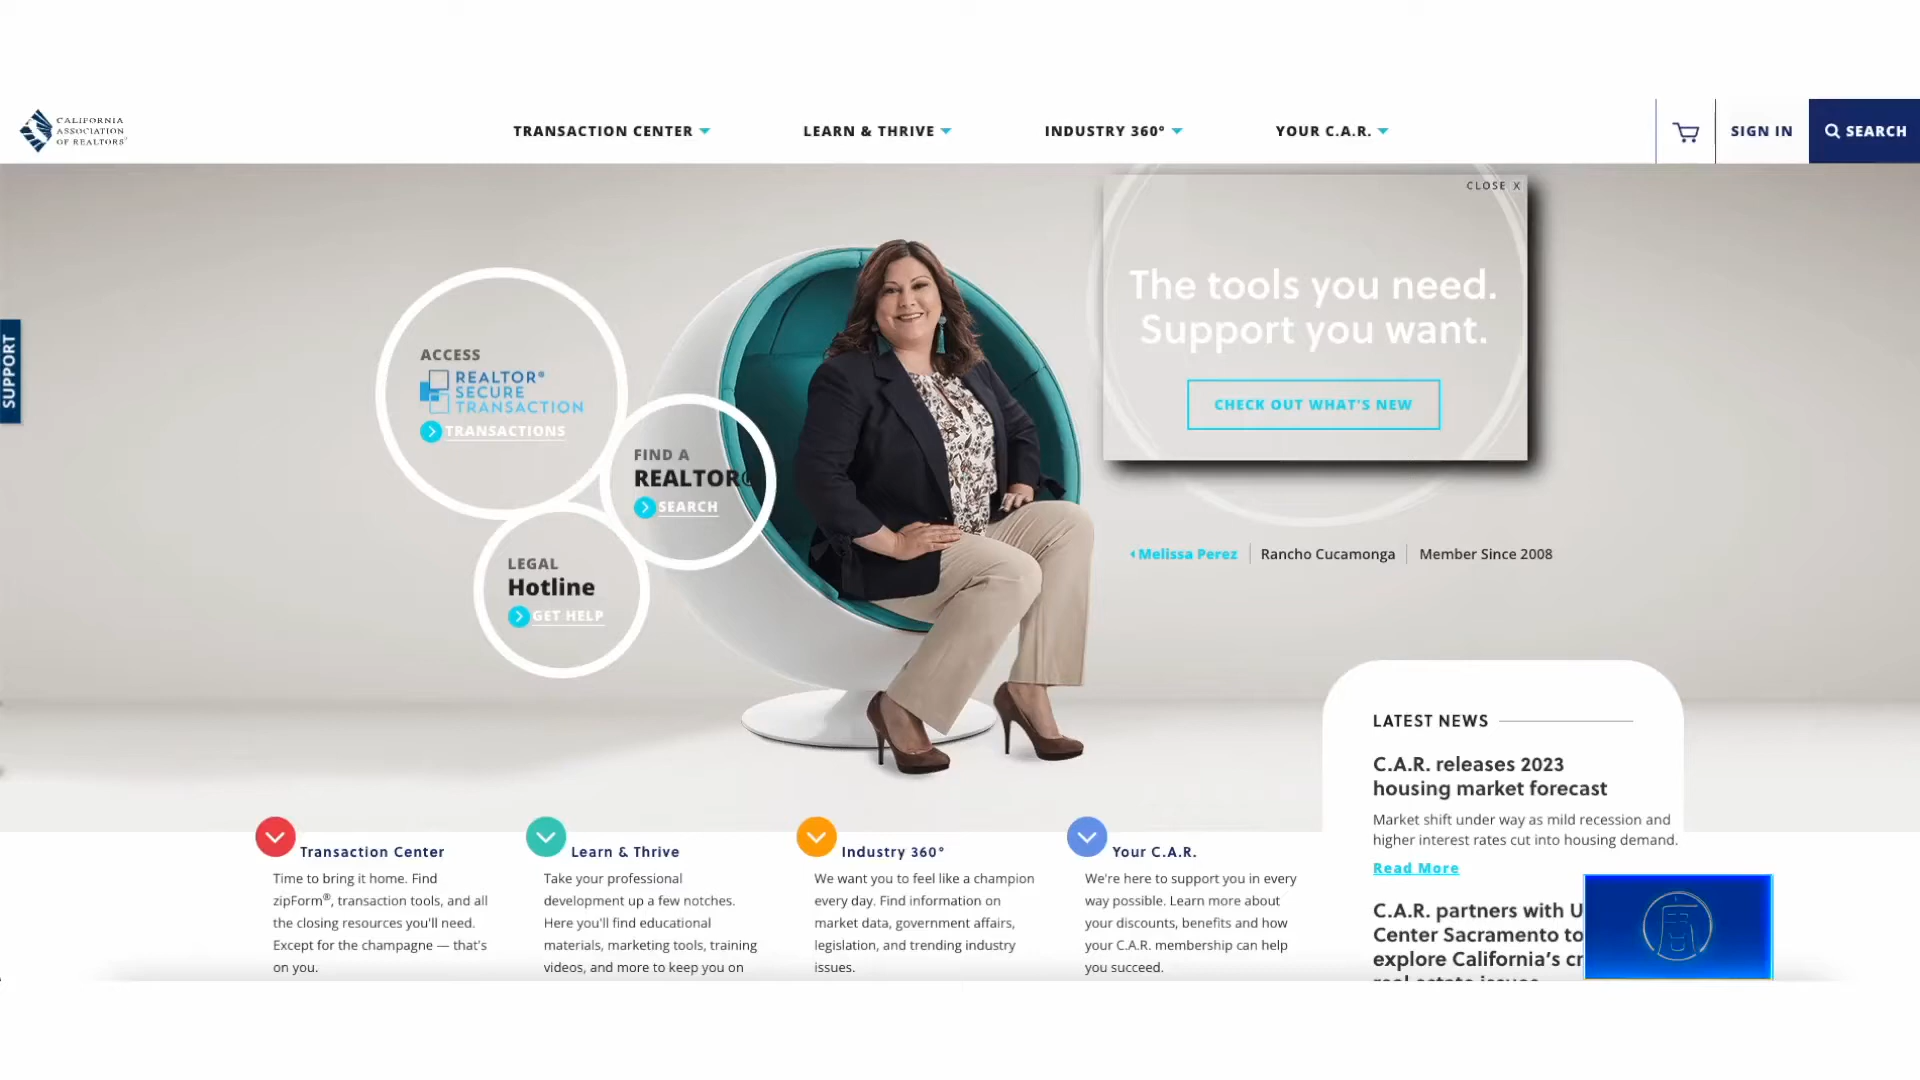 CALIFORNIA
ASSOCIATION
OF REALTORS®
TRANSACTION CENTER
LEARN & THRIVE
INDUSTRY 360°
YOUR C.A.R.
SIGN IN
SEARCH
SUPPORT
CLOSE X
The tools you need.
Support you want.
CHECK OUT WHAT'S NEW
ACCESS
REALTOR®
SECURE
TRANSACTION
TRANSACTIONS
FIND A
REALTOR®
SEARCH
LEGAL
Hotline
GET HELP
Melissa Perez
Rancho Cucamonga
Member Since 2008
LATEST NEWS
C.A.R. releases 2023
housing market forecast
Market shift under way as mild recession and
higher interest rates cut into housing demand.
Read More
C.A.R. partners with U
Center Sacramento to
explore California's cr
real estate issues
Transaction Center
Time to bring it home. Find
zipForm®, transaction tools, and all
the closing resources you'll need.
Except for the champagne — that's
on you.
Learn & Thrive
Take your professional
development up a few notches.
Here you'll find educational
materials, marketing tools, training
videos, and more to keep you on
Industry 360°
We want you to feel like a champion
every day. Find information on
market data, government affairs,
legislation, and trending industry
issues.
Your C.A.R.
We're here to support you in every
way possible. Learn more about
your discounts, benefits and how
your C.A.R. membership can help
you succeed.